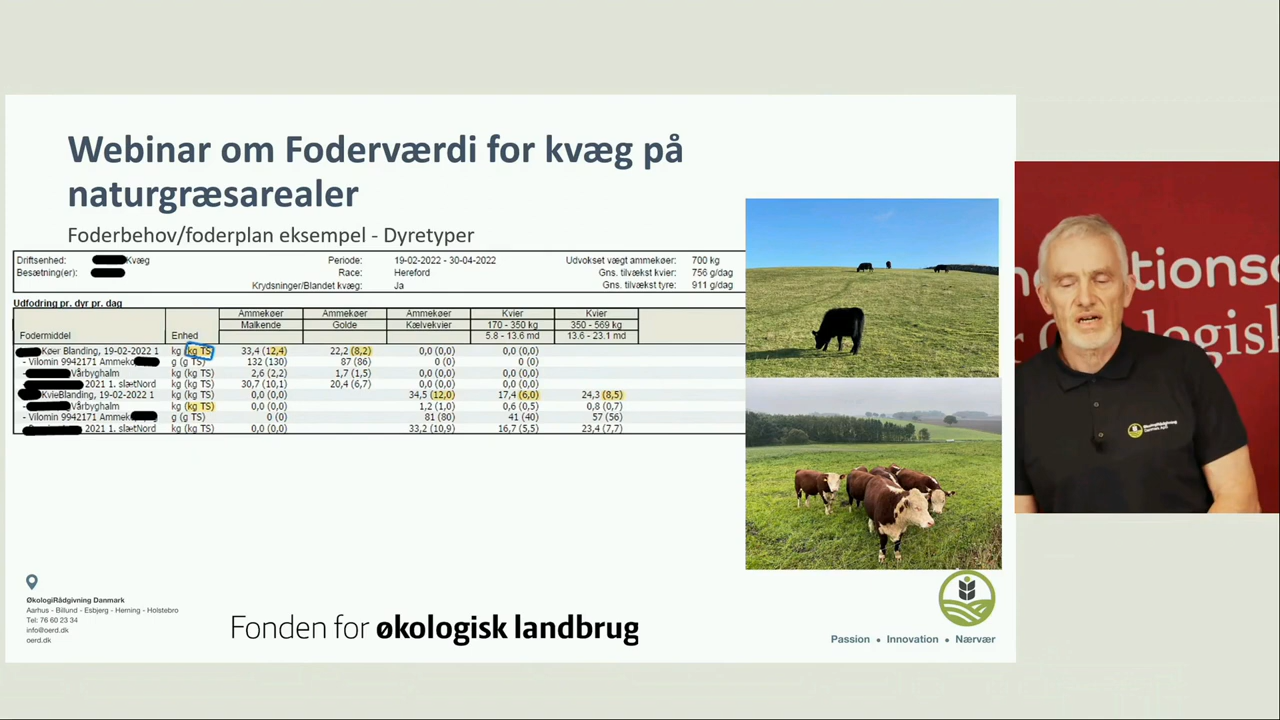 Webinar om Foderværdi for kvæg på
naturgræsarealer
Foderbehov/foderplan eksempel - Dyretyper
Driftsenhed: Kvæg Periode: 19-02-2022 - 30-04-2022 Udvokset vægt ammekøer: 700 kg
Besætning(er): Race: Hereford Gns. tilvækst kvier: 756 g/dag
Krydsninger/Blandet kvæg: Ja Gns. tilvækst tyre: 911 g/dag
Udfodring pr. dyr pr. dag
Ammekøer Ammekøer Ammekøer Kvier Kvier
Malkende Golde Kælvekvier 170 - 350 kg 350 - 569 kg
Fodermiddel Enhed 5.8 - 13.6 md 13.6 - 23.1 md
Køer Blanding, 19-02-2022 1 kg (kg TS) 33,4 (12,4) 22,2 (8,2) 0,0 (0,0) 0,0 (0,0)
- Vilomin 9942171 Ammeko g (g TS) 132 (130) 87 (86) 0 (0) 0 (0)
- Vårbyghalm kg (kg TS) 2,6 (2,2) 1,7 (1,5) 0,0 (0,0) 0,0 (0,0)
- 2021 1. slætNord kg (kg TS) 30,7 (10,1) 20,4 (6,7) 0,0 (0,0) 0,0 (0,0)
KvieBlanding, 19-02-2022 1 kg (kg TS) 0,0 (0,0) 34,5 (12,0) 17,4 (6,0) 24,3 (8,5)
- Vårbyghalm kg (kg TS) 0,0 (0,0) 1,2 (1,0) 0,6 (0,5) 0,8 (0,7)
- Vilomin 9942171 Ammek g (g TS) 0 (0) 81 (80) 41 (40) 57 (56)
2021 1. slætNord kg (kg TS) 0,0 (0,0) 33,2 (10,9) 16,7 (5,5) 23,4 (7,7)
ØkologiRådgivning Danmark
Aarhus - Billund - Esbjerg - Herning - Holstebro
Tel: 76 60 23 34
info@oerd.dk
oerd.dk
Fonden for økologisk landbrug
Passion • Innovation • Nærvær
ØkologiRådgivning
Danmark ApS